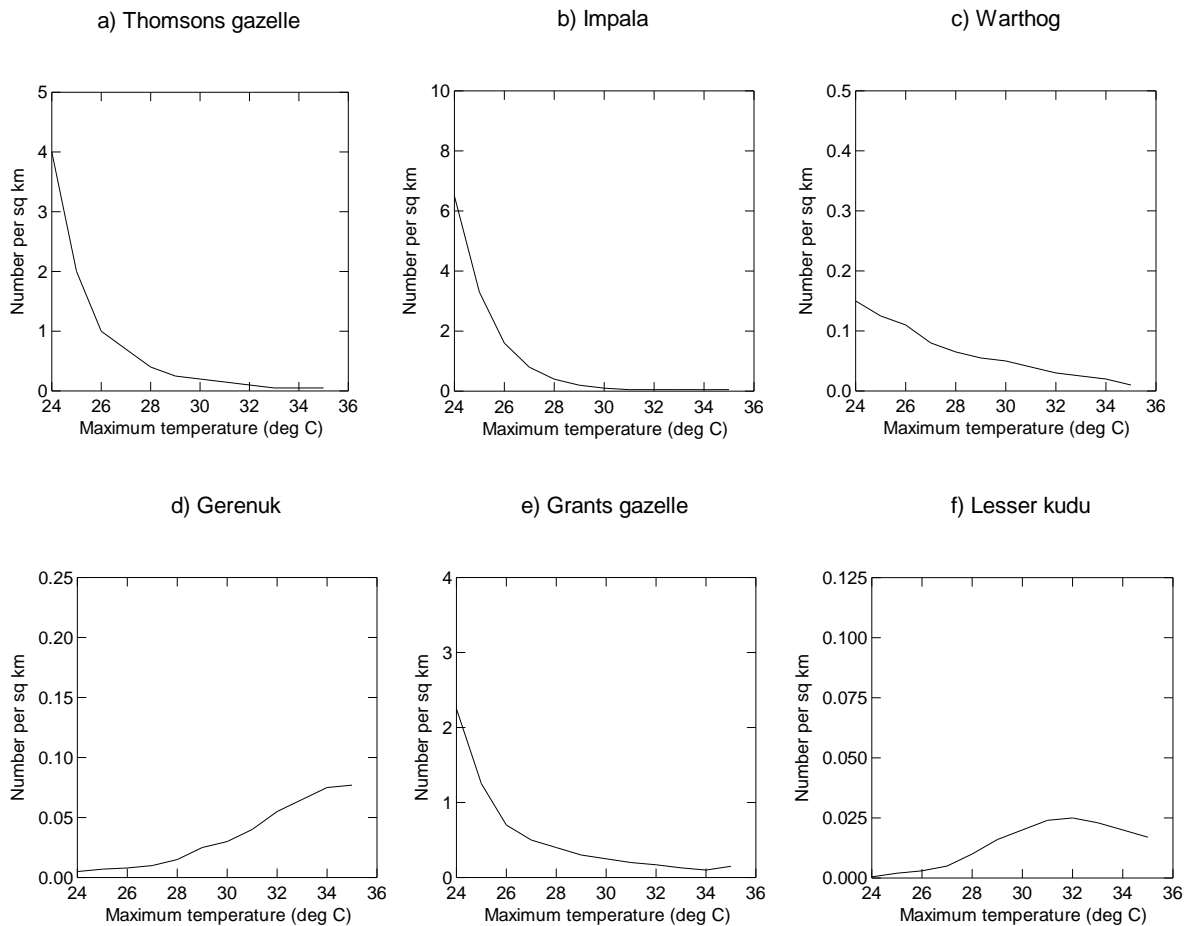 a) Thomsons gazelle
b) Impala
c) Warthog
5
4
3
2
1
0
Number per sq km
24 26 28 30 32 34 36
Maximum temperature (deg C)
10
8
6
4
2
0
Number per sq km
24 26 28 30 32 34 36
Maximum temperature (deg C)
0.5
0.4
0.3
0.2
0.1
0.0
Number per sq km
24 26 28 30 32 34 36
Maximum temperature (deg C)
d) Gerenuk
e) Grants gazelle
f) Lesser kudu
0.25
0.20
0.15
0.10
0.05
0.00
Number per sq km
24 26 28 30 32 34 36
Maximum temperature (deg C)
4
3
2
1
0
Number per sq km
24 26 28 30 32 34 36
Maximum temperature (deg C)
0.125
0.100
0.075
0.050
0.025
0.000
Number per sq km
24 26 28 30 32 34 36
Maximum temperature (deg C)